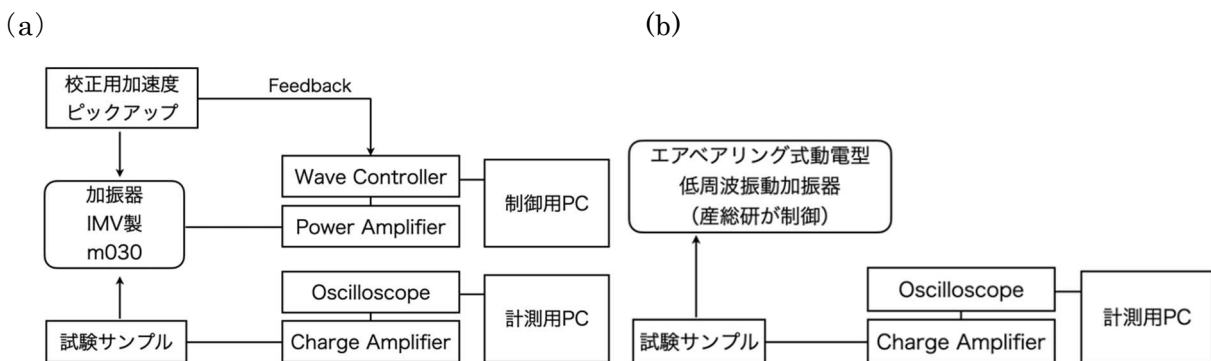 (a)
校正用加速度
ピックアップ
Feedback
加振器
IMV製
m030
Wave Controller
Power Amplifier
制御用PC
試験サンプル
Oscilloscope
Charge Amplifier
計測用PC
(b)
エアベアリング式動電型
低周波振動加振器
(産総研が制御)
試験サンプル
Oscilloscope
Charge Amplifier
計測用PC